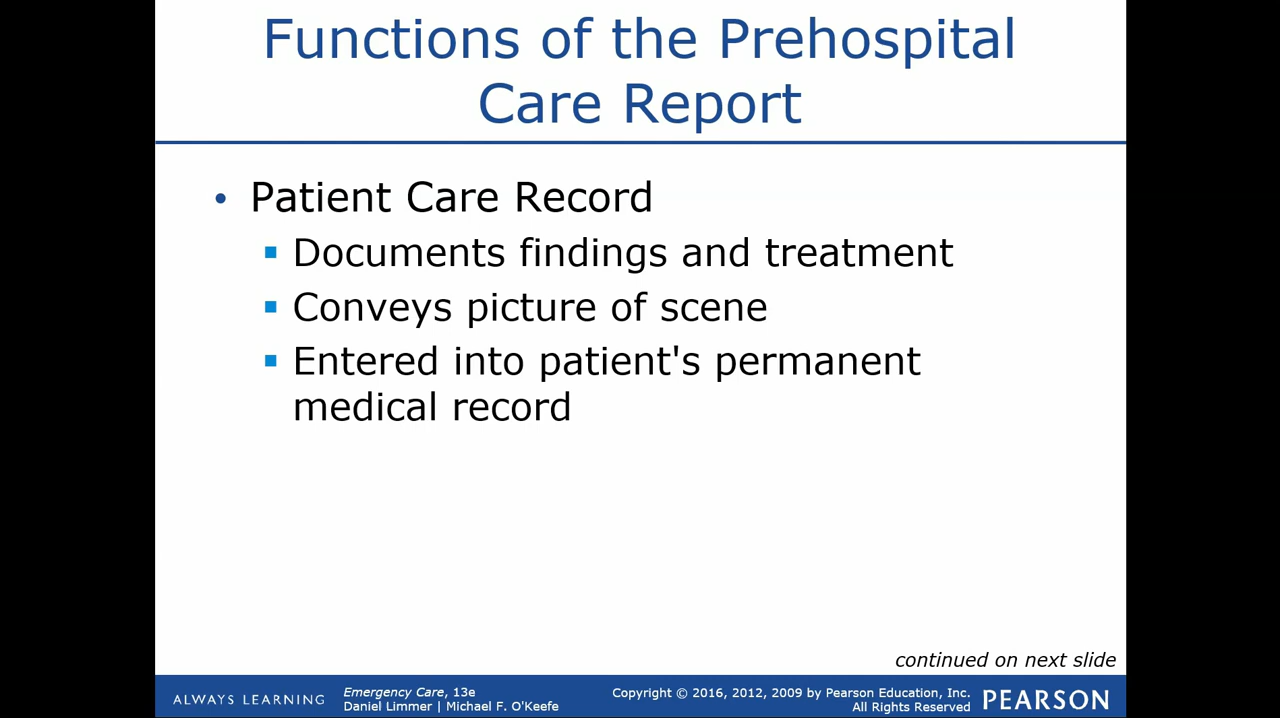 Functions of the Prehospital
Care Report
• Patient Care Record
▪ Documents findings and treatment
▪ Conveys picture of scene
▪ Entered into patient's permanent
medical record
continued on next slide
ALWAYS LEARNING
Emergency Care, 13e
Daniel Limmer | Michael F. O'Keefe
Copyright © 2016, 2012, 2009 by Pearson Education, Inc.
All Rights Reserved
PEARSON